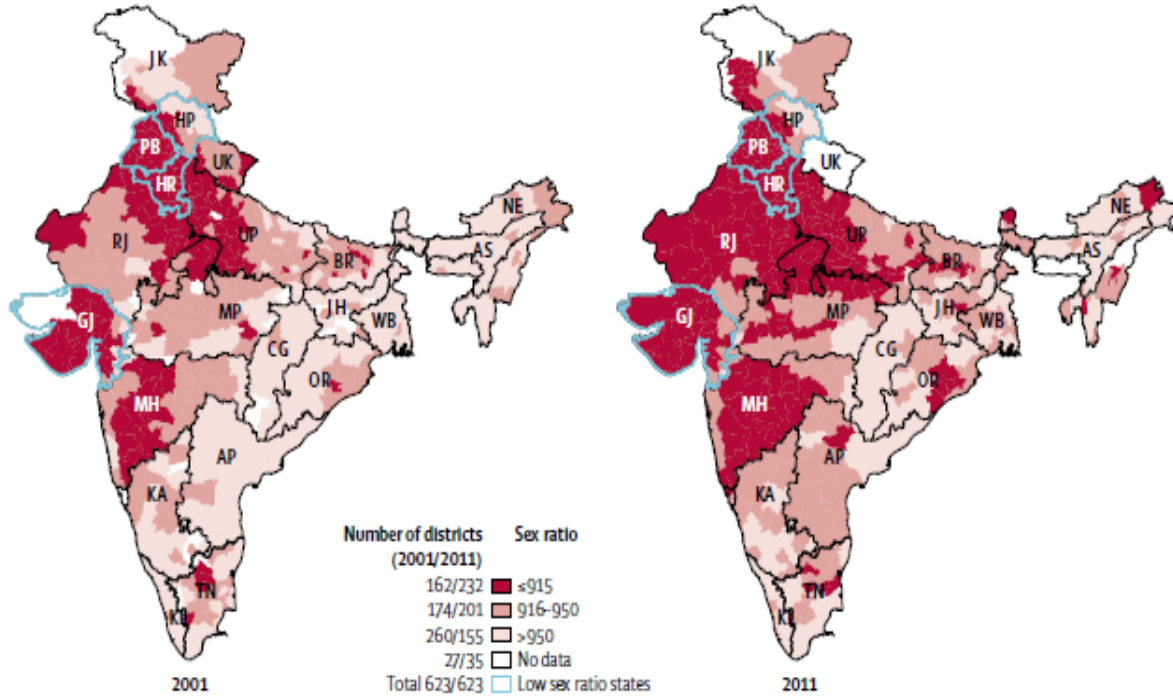 JK
HP
PB
UK
HR
NE
RJ
UP
AS
BR
GJ
MP
JH
WB
CG
OR
MH
AP
KA
TN
KL
2001
JK
HP
PB
UK
HR
NE
RJ
UP
AS
BR
GJ
MP
JH
WB
CG
OR
MH
AP
KA
TN
KL
2011
Number of districts Sex ratio
(2001/2011)
162/232 ≤915
174/201 916–950
260/155 >950
27/35 No data
Total 623/623 Low sex ratio states